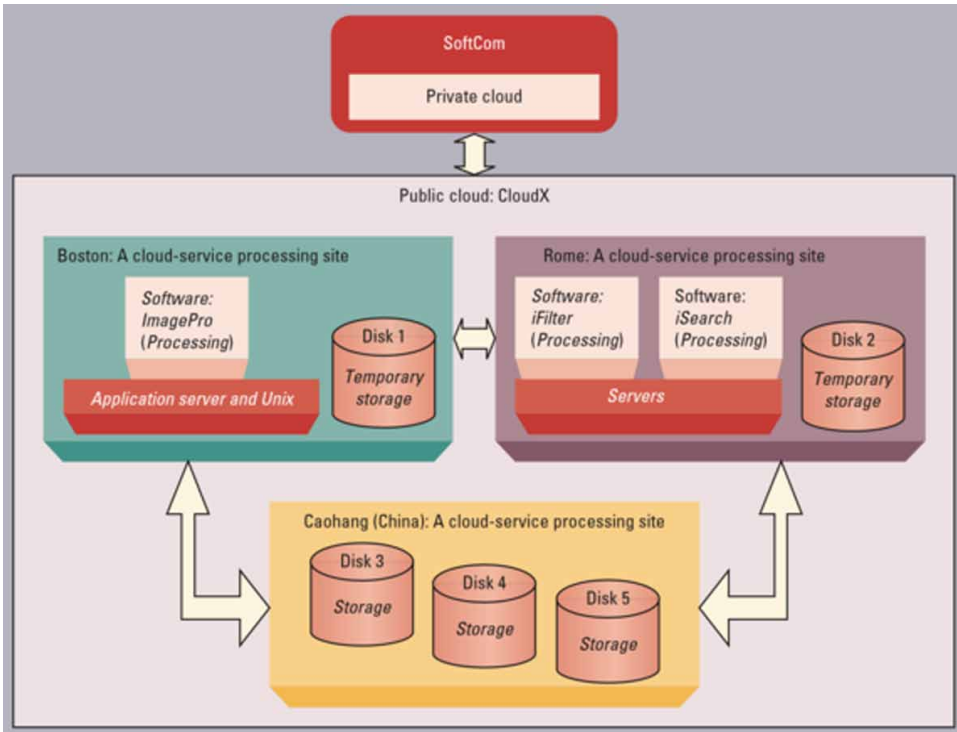 SoftCom
Private cloud
Public cloud: CloudX
Boston: A cloud-service processing site
Software:
ImagePro
(Processing)
Disk 1
Temporary
storage
Application server and Unix
Rome: A cloud-service processing site
Software:
iFilter
(Processing)
Software:
iSearch
(Processing)
Disk 2
Temporary
storage
Servers
Caohang (China): A cloud-service processing site
Disk 3
Storage
Disk 4
Storage
Disk 5
Storage